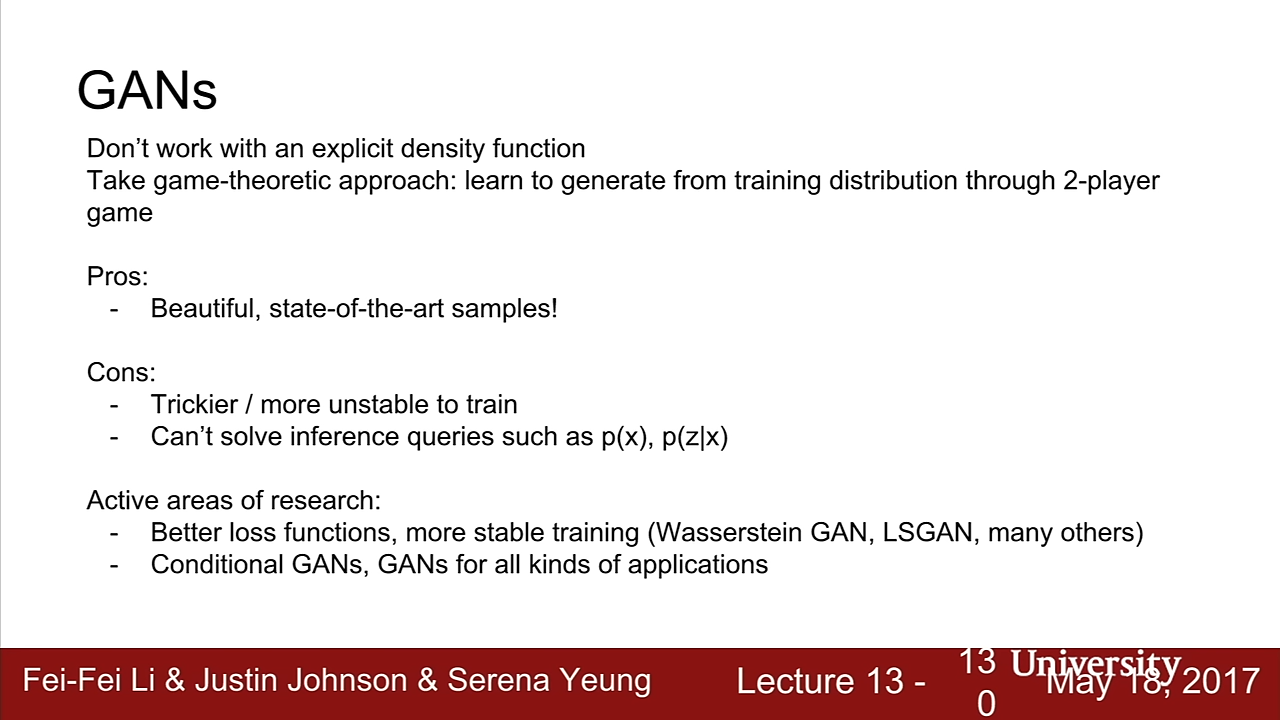 GANs
Don’t work with an explicit density function
Take game-theoretic approach: learn to generate from training distribution through 2-player
game
Pros:
- Beautiful, state-of-the-art samples!
Cons:
- Trickier / more unstable to train
- Can’t solve inference queries such as p(x), p(z|x)
Active areas of research:
- Better loss functions, more stable training (Wasserstein GAN, LSGAN, many others)
- Conditional GANs, GANs for all kinds of applications
Fei-Fei Li & Justin Johnson & Serena Yeung
Lecture 13 -
13
0
University
May 18, 2017